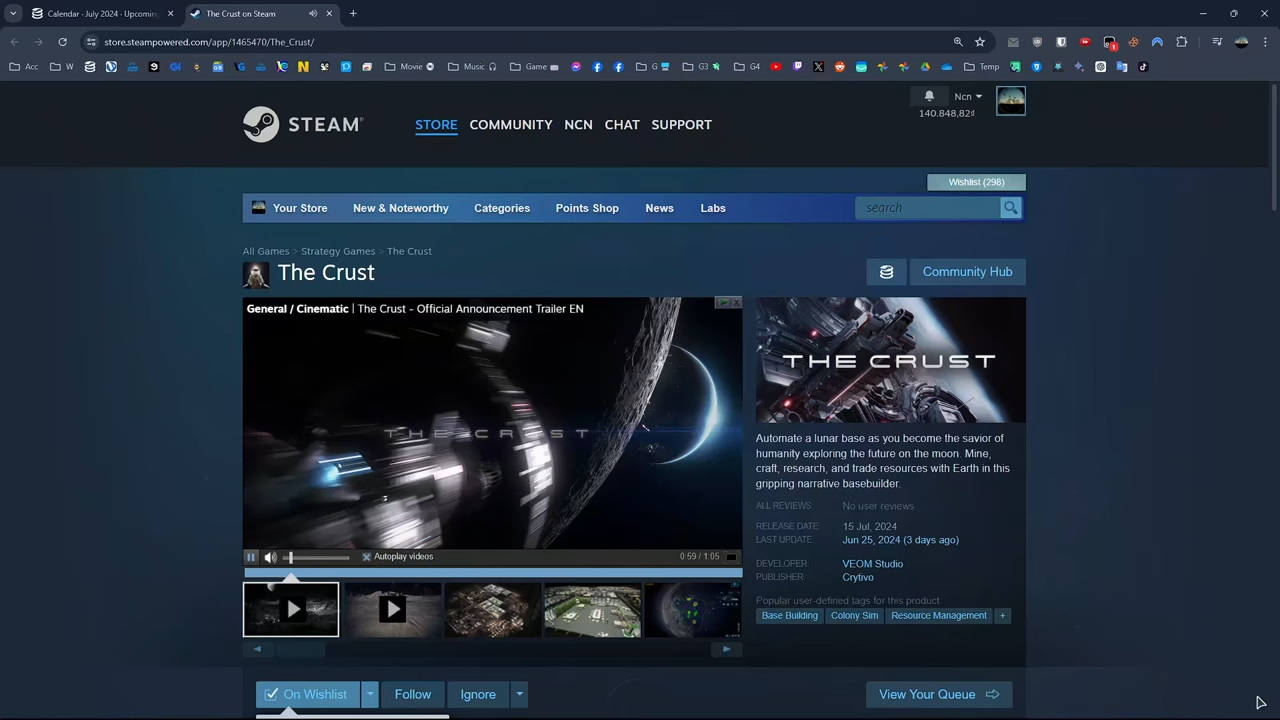 Calendar · July 2024 - Upcoming
The Crust on Steam
store.steampowered.com/app/1465470/The_Crust/
Acc
W
Movie
Music
Game
G
G3
G4
Temp
STEAM
STORE
COMMUNITY
NCN
CHAT
SUPPORT
Ncn
140.848,82₫
Wishlist (298)
Your Store
New & Noteworthy
Categories
Points Shop
News
Labs
search
All Games > Strategy Games > The Crust
The Crust
Community Hub
General / Cinematic | The Crust - Official Announcement Trailer EN
THE CRUST
Autoplay videos
0:59 / 1:05
THE CRUST
Automate a lunar base as you become the savior of
humanity exploring the future on the moon. Mine,
craft, research, and trade resources with Earth in this
gripping narrative basebuilder.
ALL REVIEWS: No user reviews
RELEASE DATE: 15 Jul, 2024
LAST UPDATE: Jun 25, 2024 (3 days ago)
DEVELOPER: VEOM Studio
PUBLISHER: Crytivo
Popular user-defined tags for this product:
Base Building
Colony Sim
Resource Management
+
On Wishlist
Follow
Ignore
View Your Queue